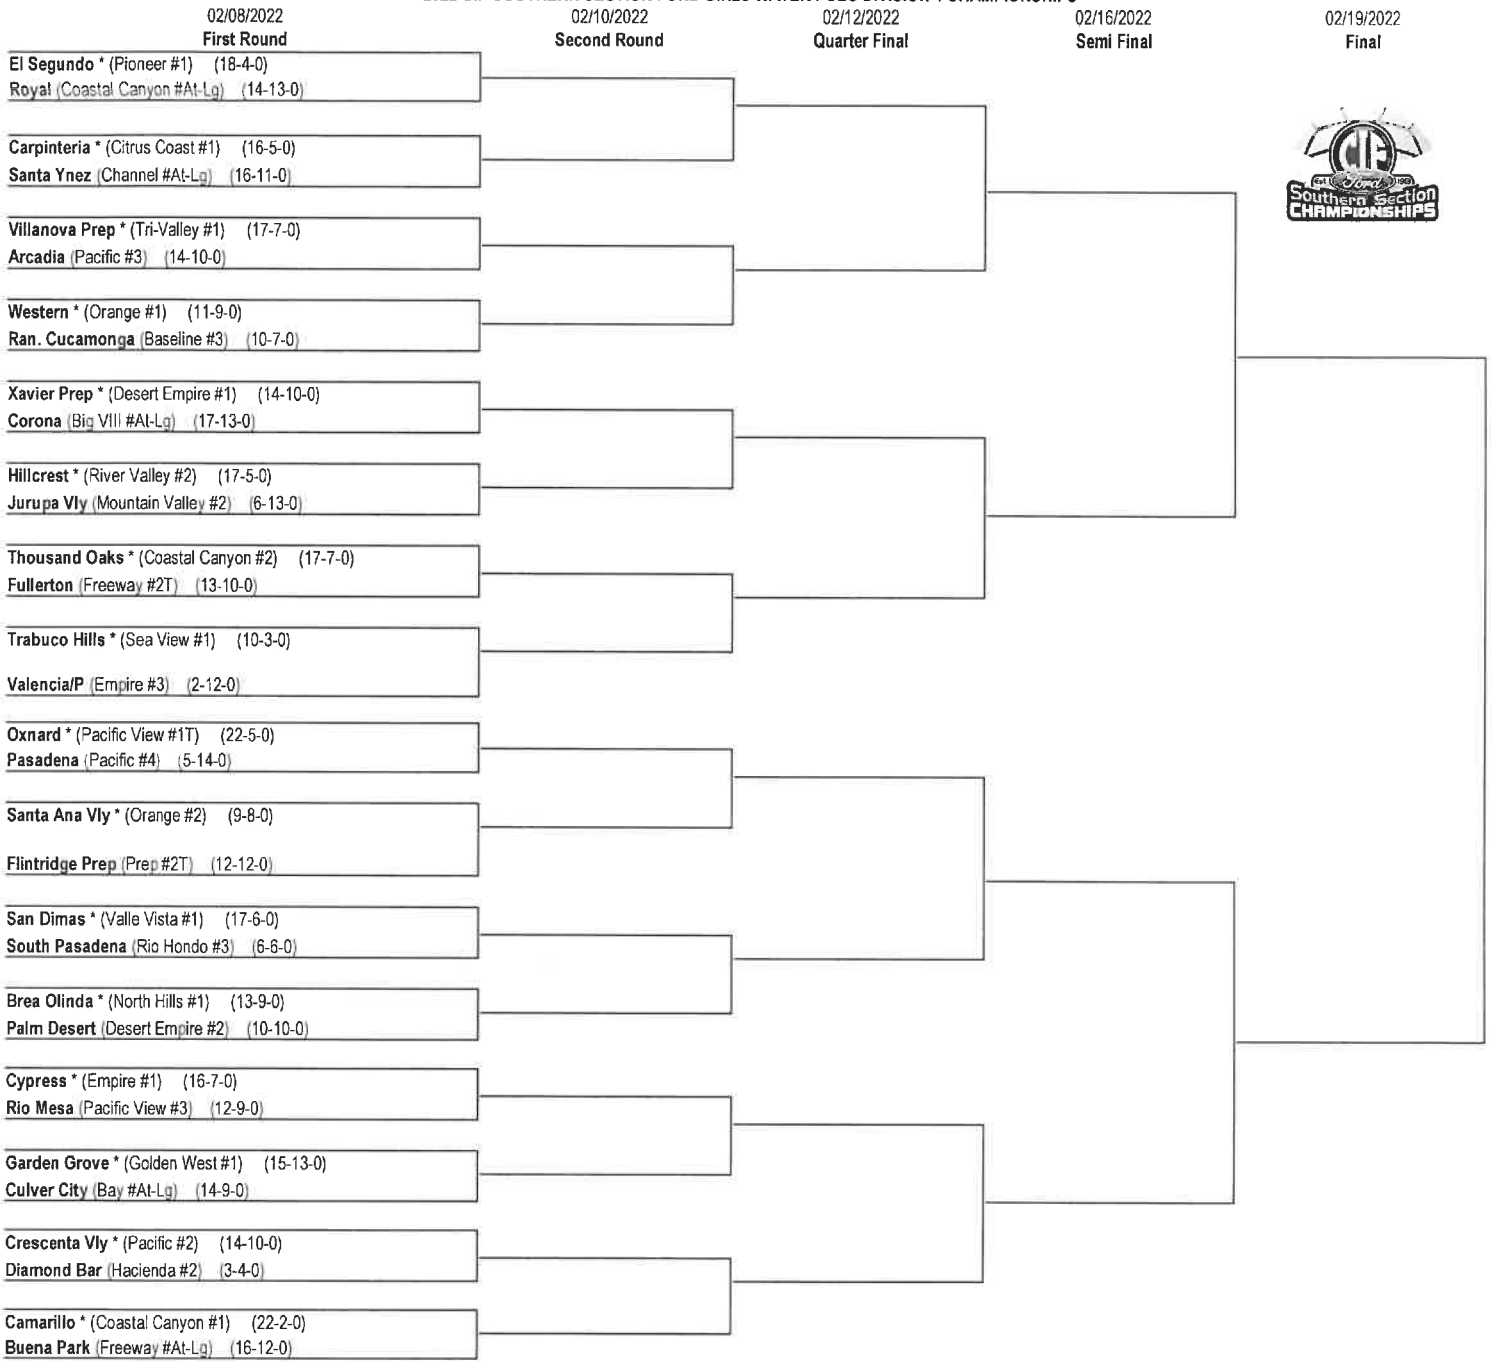 02/08/2022 02/10/2022 02/12/2022 02/16/2022 02/19/2022
First Round Second Round Quarter Final Semi Final Final
El Segundo * (Pioneer #1) (18-4-0)
Royal (Coastal Canyon #At-Lg) (14-13-0)
Carpinteria * (Citrus Coast #1) (16-5-0)
Santa Ynez (Channel #At-Lg) (16-11-0)
Villanova Prep * (Tri-Valley #1) (17-7-0)
Arcadia (Pacific #3) (14-10-0)
Western * (Orange #1) (11-9-0)
Ran. Cucamonga (Baseline #3) (10-7-0)
Xavier Prep * (Desert Empire #1) (14-10-0)
Corona (Big VIII #At-Lg) (17-13-0)
Hillcrest * (River Valley #2) (17-5-0)
Jurupa Vly (Mountain Valley #2) (6-13-0)
Thousand Oaks * (Coastal Canyon #2) (17-7-0)
Fullerton (Freeway #2T) (13-10-0)
Trabuco Hills * (Sea View #1) (10-3-0)
Valencia/P (Empire #3) (2-12-0)
Oxnard * (Pacific View #1T) (22-5-0)
Pasadena (Pacific #4) (5-14-0)
Santa Ana Vly * (Orange #2) (9-8-0)
Flintridge Prep (Prep #2T) (12-12-0)
San Dimas * (Valle Vista #1) (17-6-0)
South Pasadena (Rio Hondo #3) (6-6-0)
Brea Olinda * (North Hills #1) (13-9-0)
Palm Desert (Desert Empire #2) (10-10-0)
Cypress * (Empire #1) (16-7-0)
Rio Mesa (Pacific View #3) (12-9-0)
Garden Grove * (Golden West #1) (15-13-0)
Culver City (Bay #At-Lg) (14-9-0)
Crescenta Vly * (Pacific #2) (14-10-0)
Diamond Bar (Hacienda #2) (3-4-0)
Camarillo * (Coastal Canyon #1) (22-2-0)
Buena Park (Freeway #At-Lg) (16-12-0)
CIF
Ford
Southern Section
CHAMPIONSHIPS